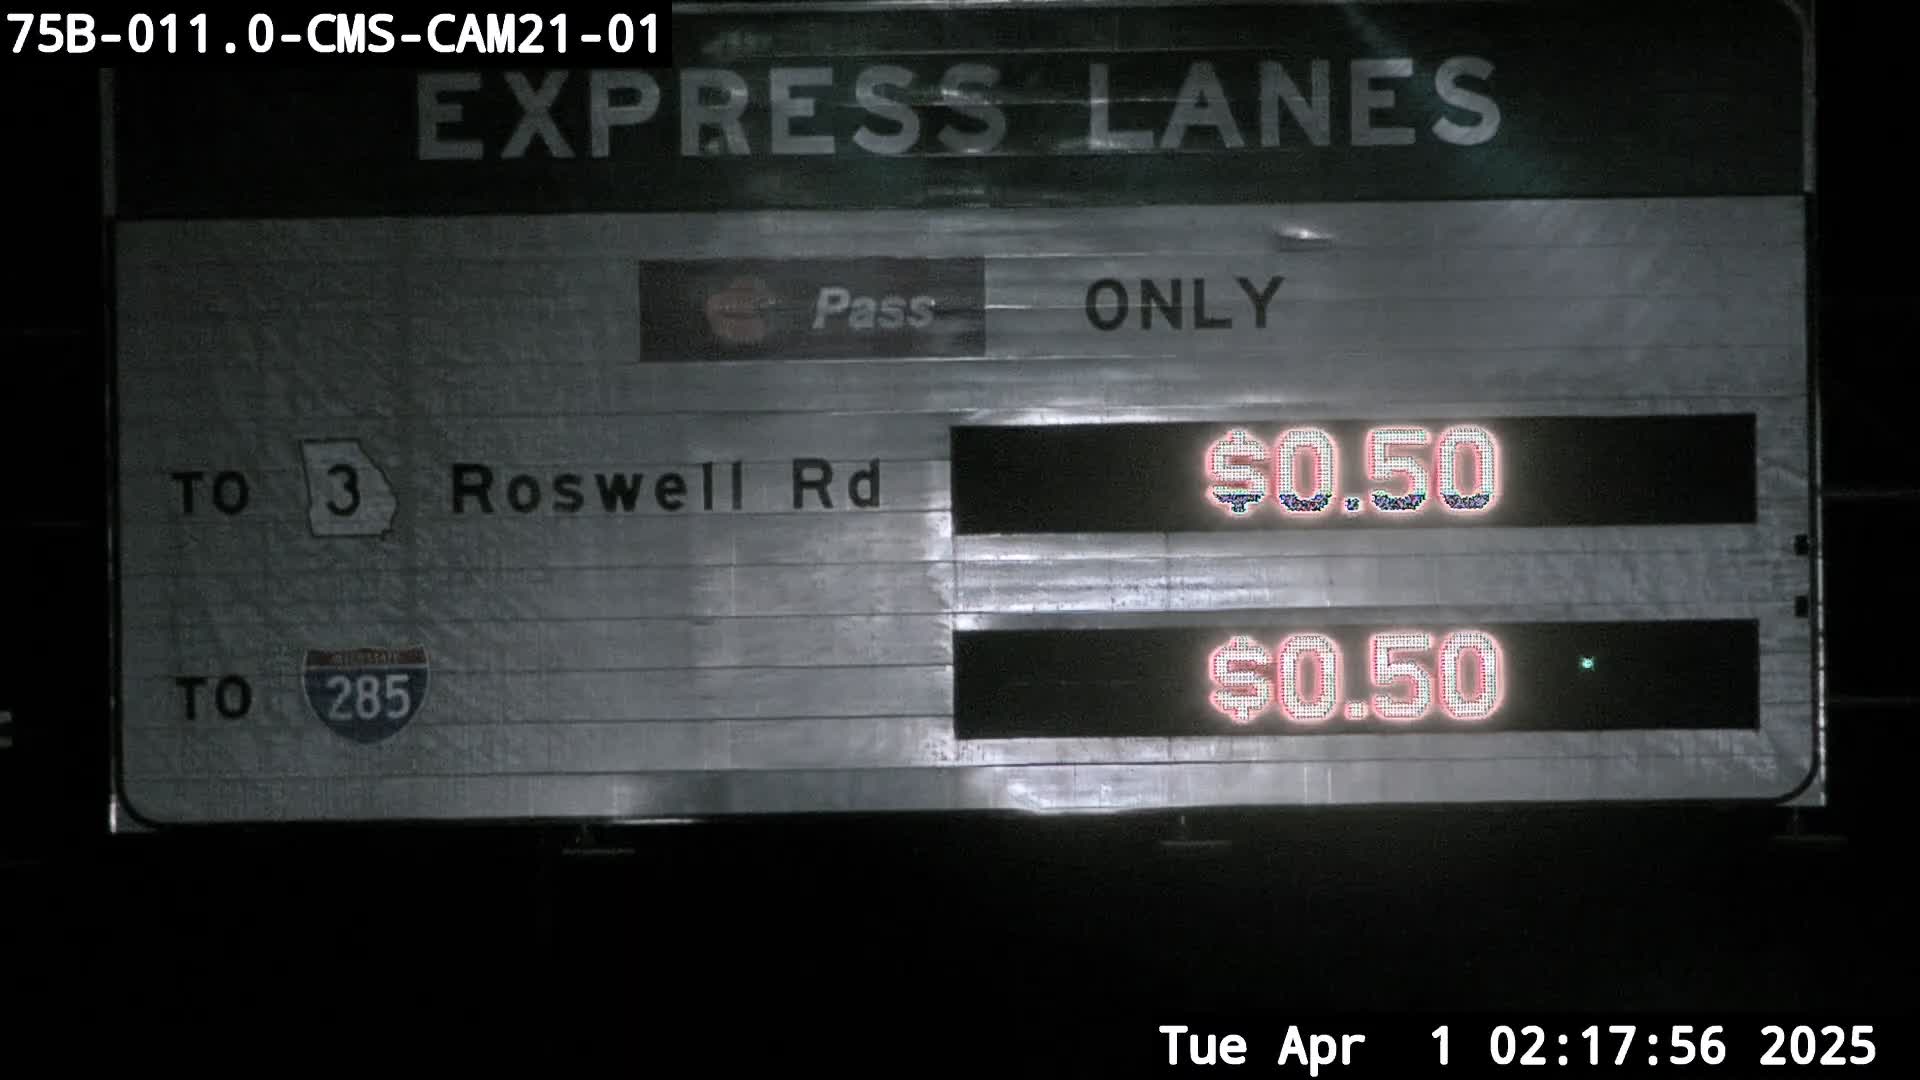 75B-011.0-CMS-CAM21-01
EXPRESS LANES
Pass ONLY
TO 3 Roswell Rd $0.50
TO INTERSTATE 285 $0.50
Tue Apr 1 02:17:56 2025